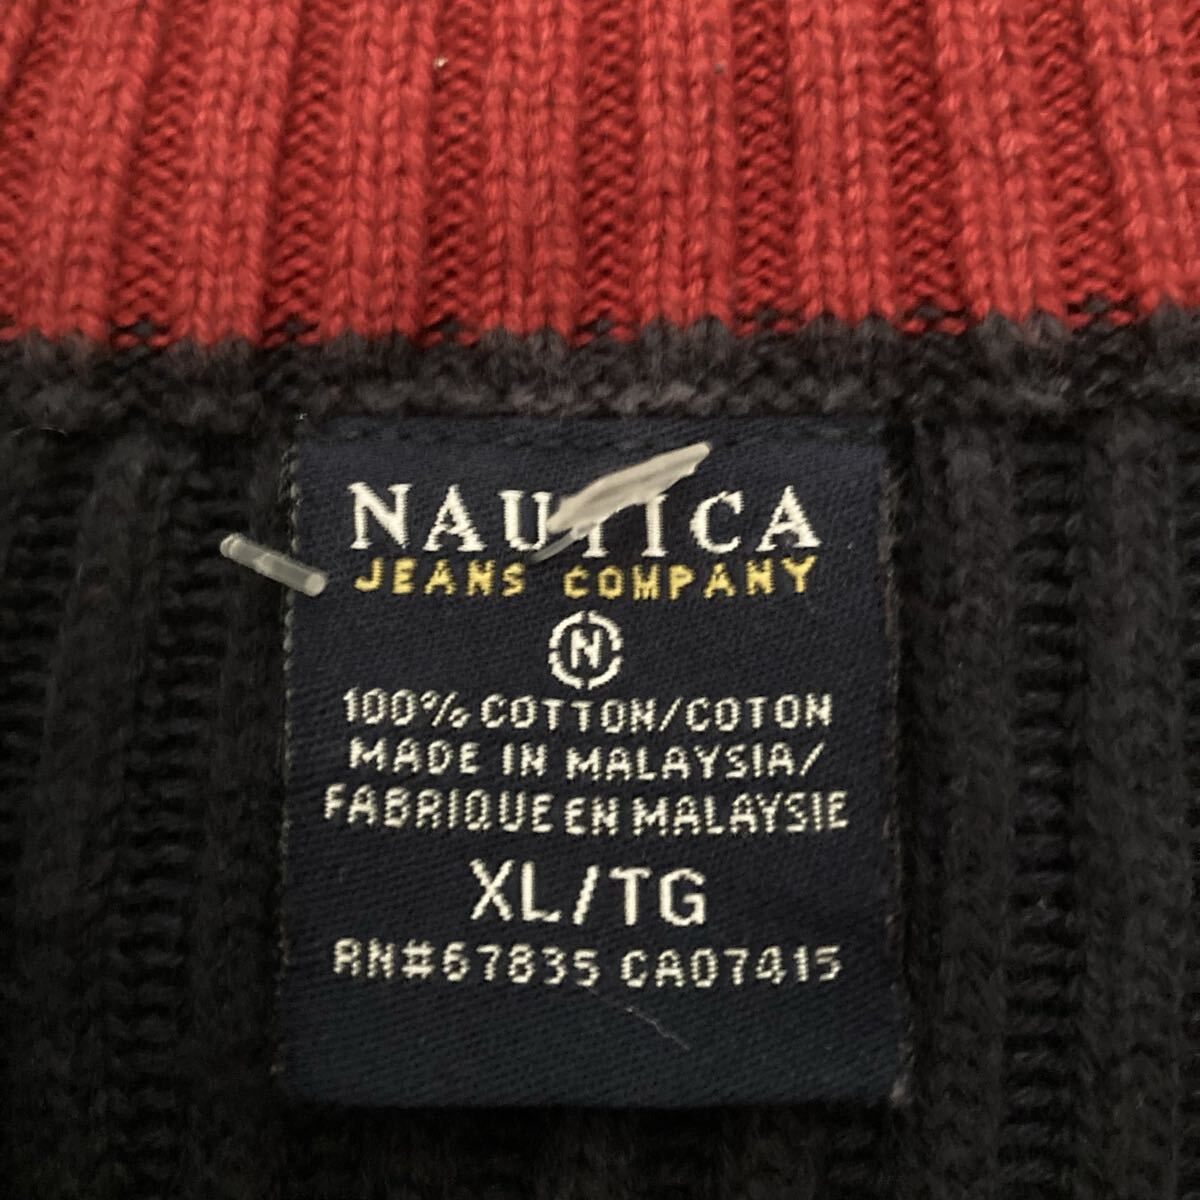 NAUTICA
JEANS COMPANY
N
100% COTTON/COTON
MADE IN MALAYSIA/
FABRIQUE EN MALAYSIE
XL/TG
RN#67835 CA07415